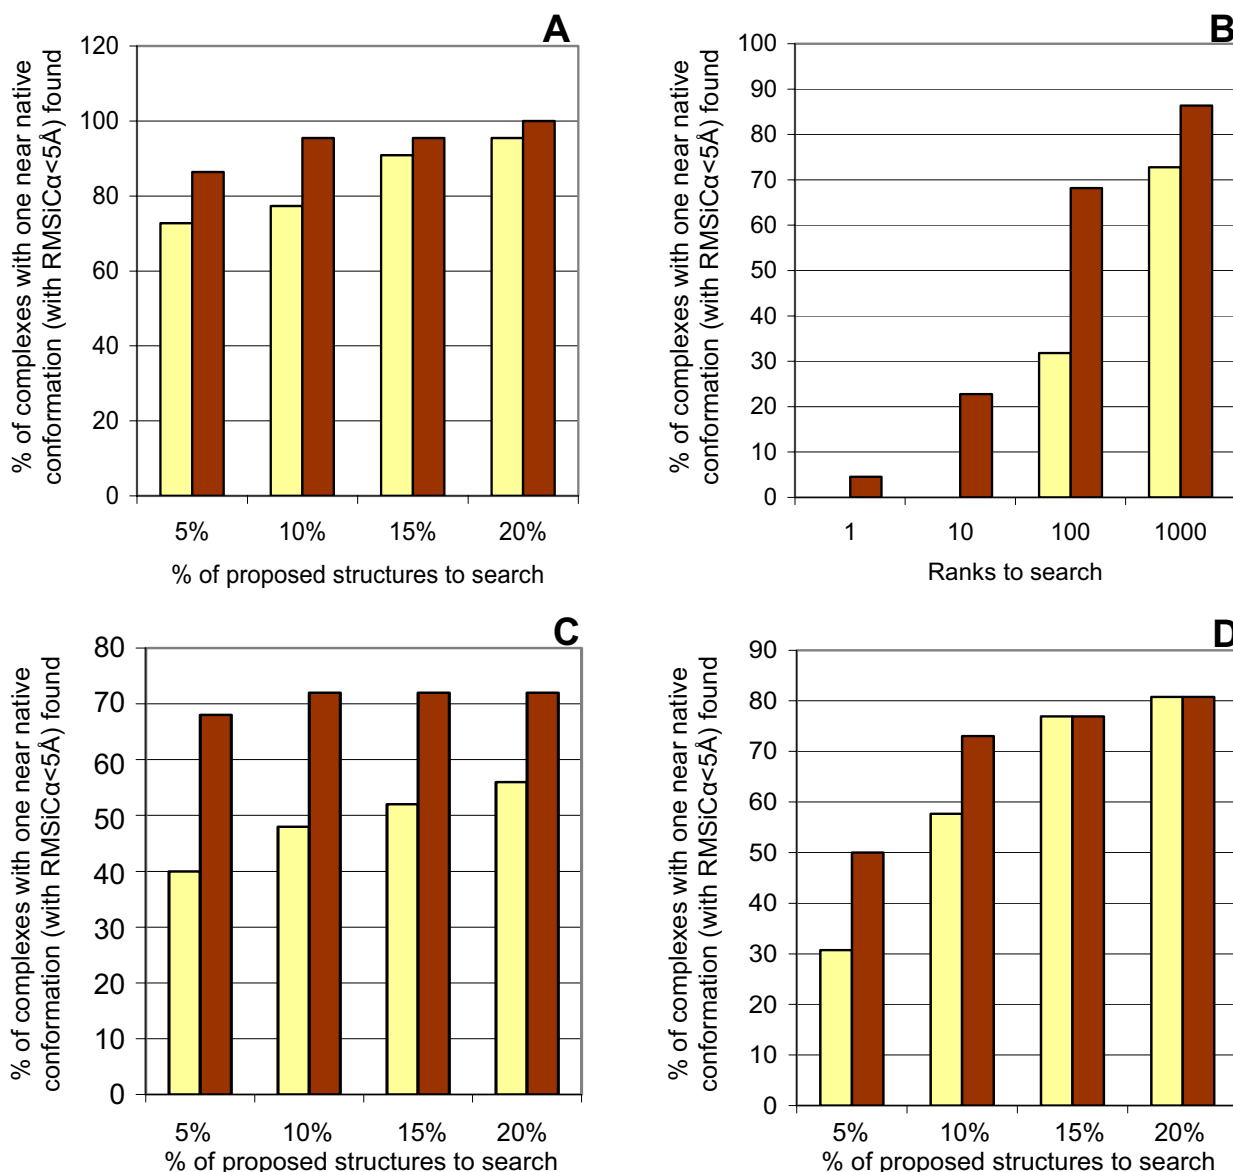 A
% of complexes with one near native
conformation (with RMSiCα<5Å) found
120
100
80
60
40
20
0
5% 10% 15% 20%
% of proposed structures to search
B
% of complexes with one near native
conformation (with RMSiCα<5Å) found
100
90
80
70
60
50
40
30
20
10
0
1 10 100 1000
Ranks to search
C
% of complexes with one near native
conformation (with RMSiCα<5Å) found
80
70
60
50
40
30
20
10
0
5% 10% 15% 20%
% of proposed structures to search
D
% of complexes with one near native
conformation (with RMSiCα<5Å) found
90
80
70
60
50
40
30
20
10
0
5% 10% 15% 20%
% of proposed structures to search